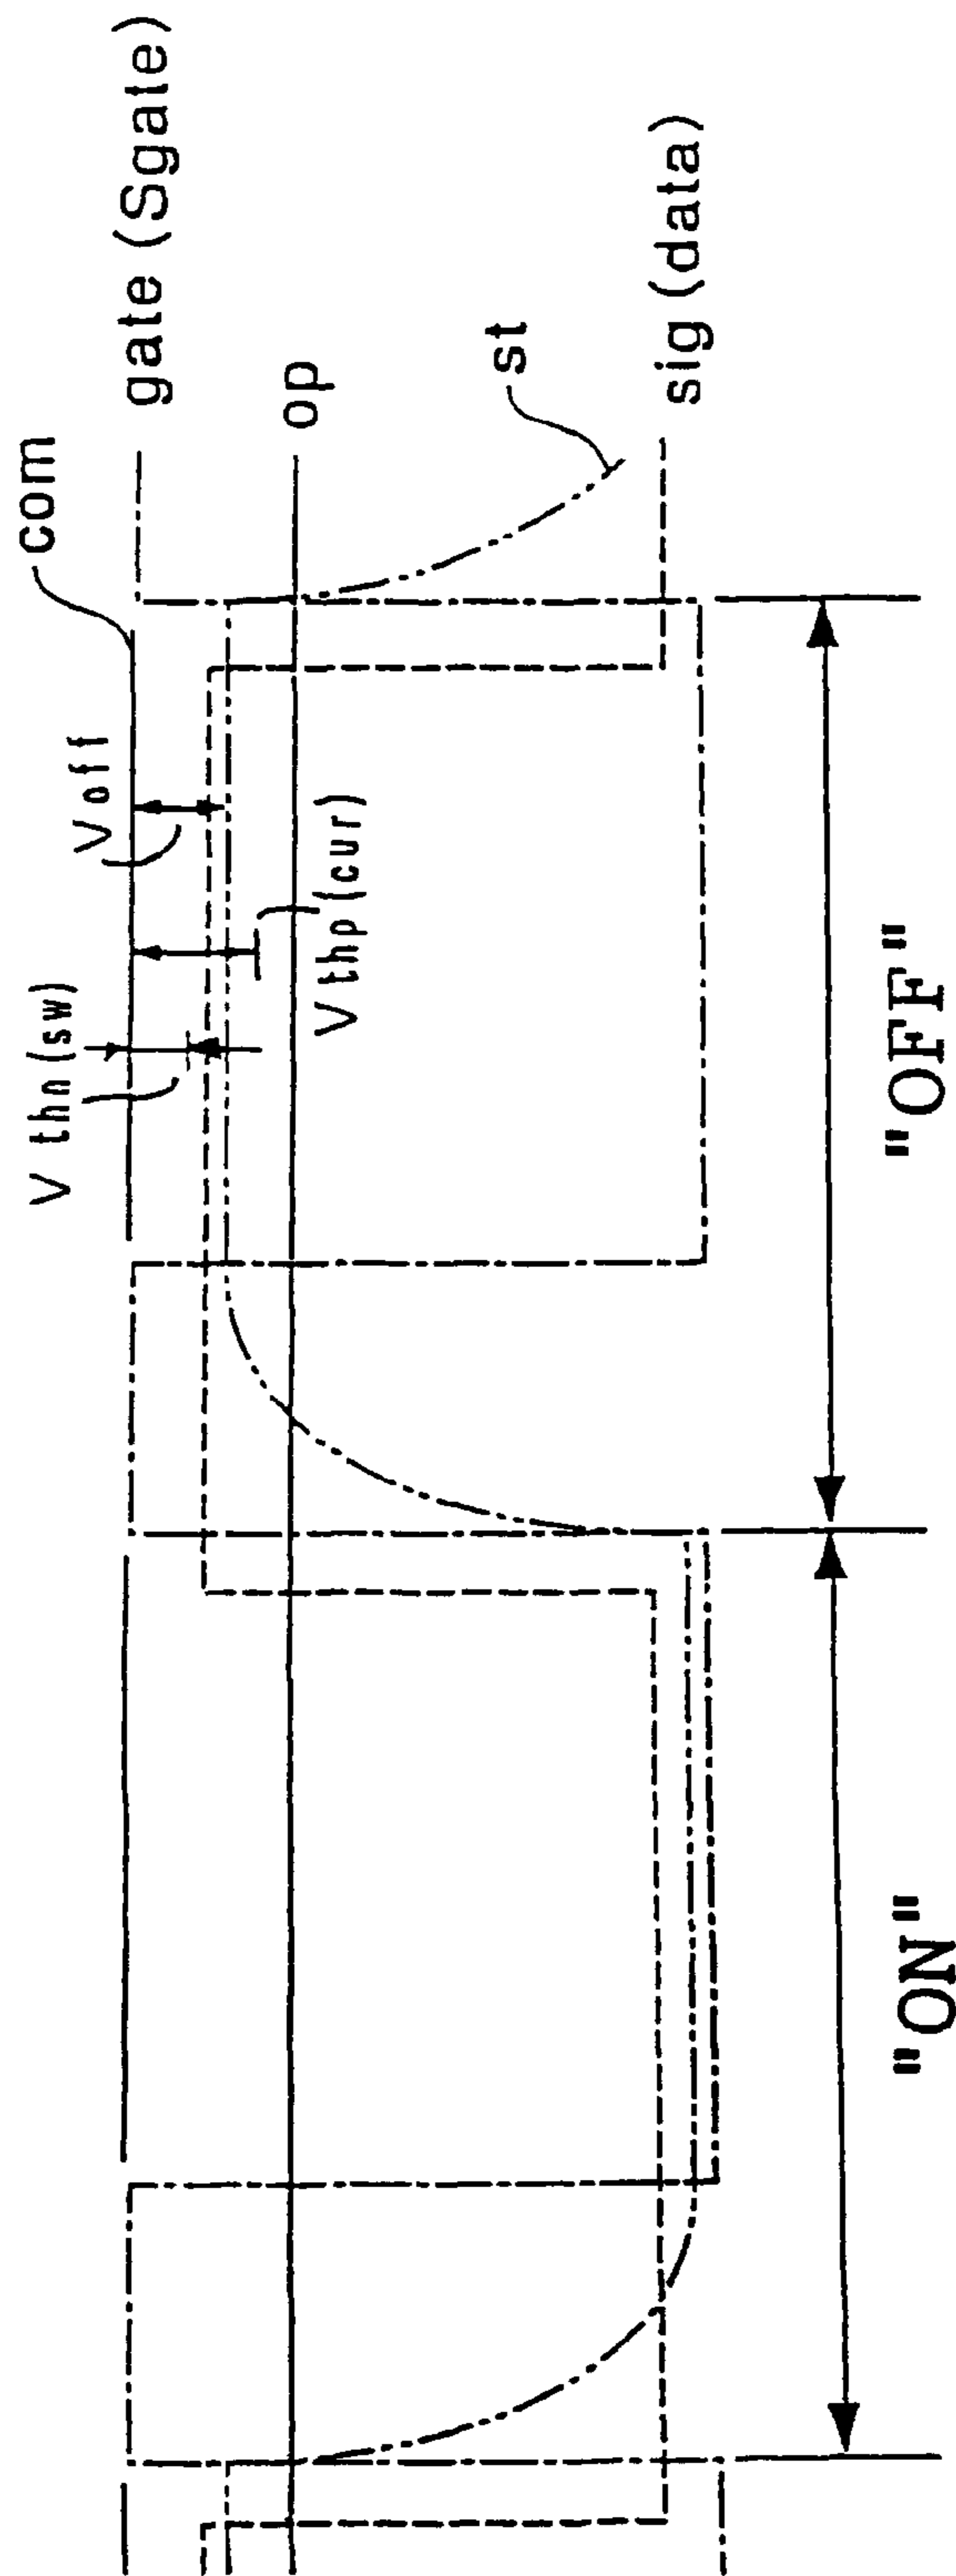 gate (Sgate)
com
op
st
sig (data)
Voff
Vthp (cur)
Vthn (sw)
"OFF"
"ON"